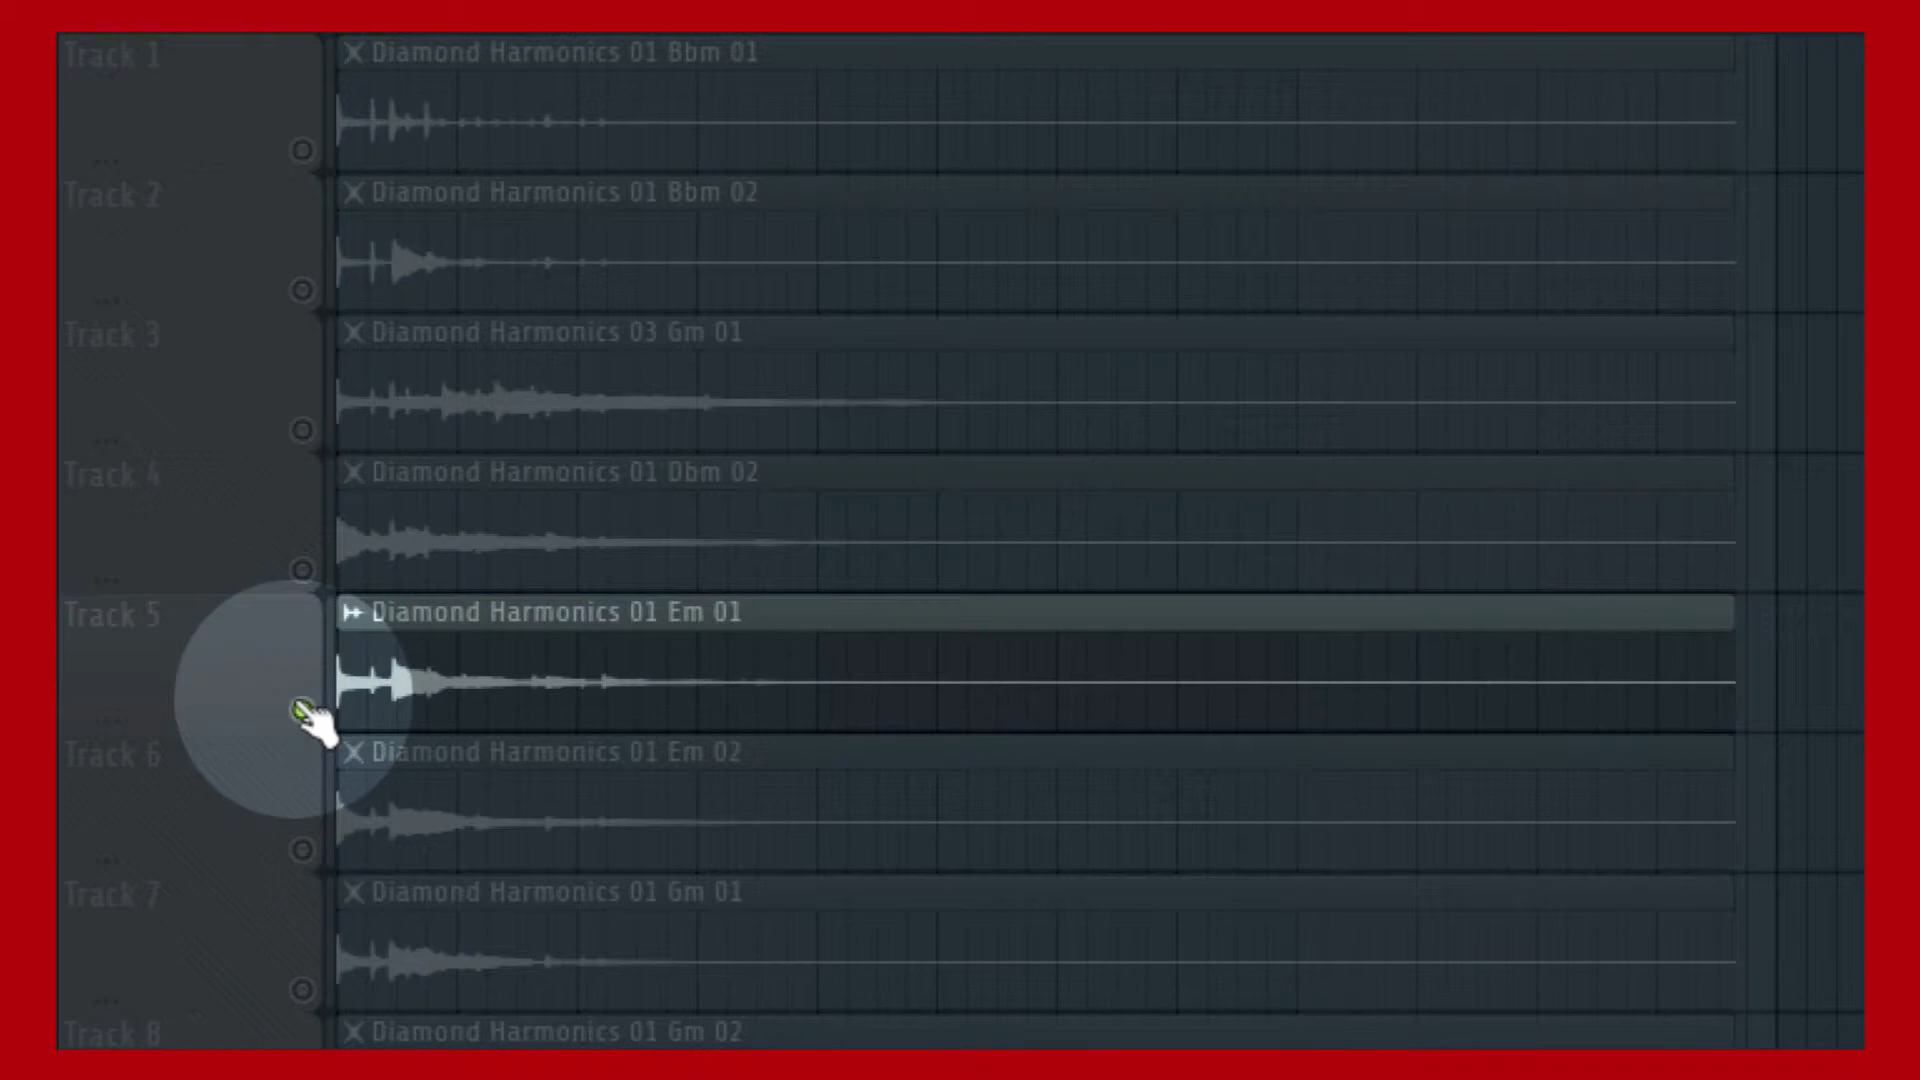 Track 1
Diamond Harmonics 01 Bbm 01
Track 2
Diamond Harmonics 01 Bbm 02
Track 3
Diamond Harmonics 03 Gm 01
Track 4
Diamond Harmonics 01 Dbm 02
Track 5
Diamond Harmonics 01 Em 01
Track 6
Diamond Harmonics 01 Em 02
Track 7
Diamond Harmonics 01 Gm 01
Track 8
Diamond Harmonics 01 Gm 02